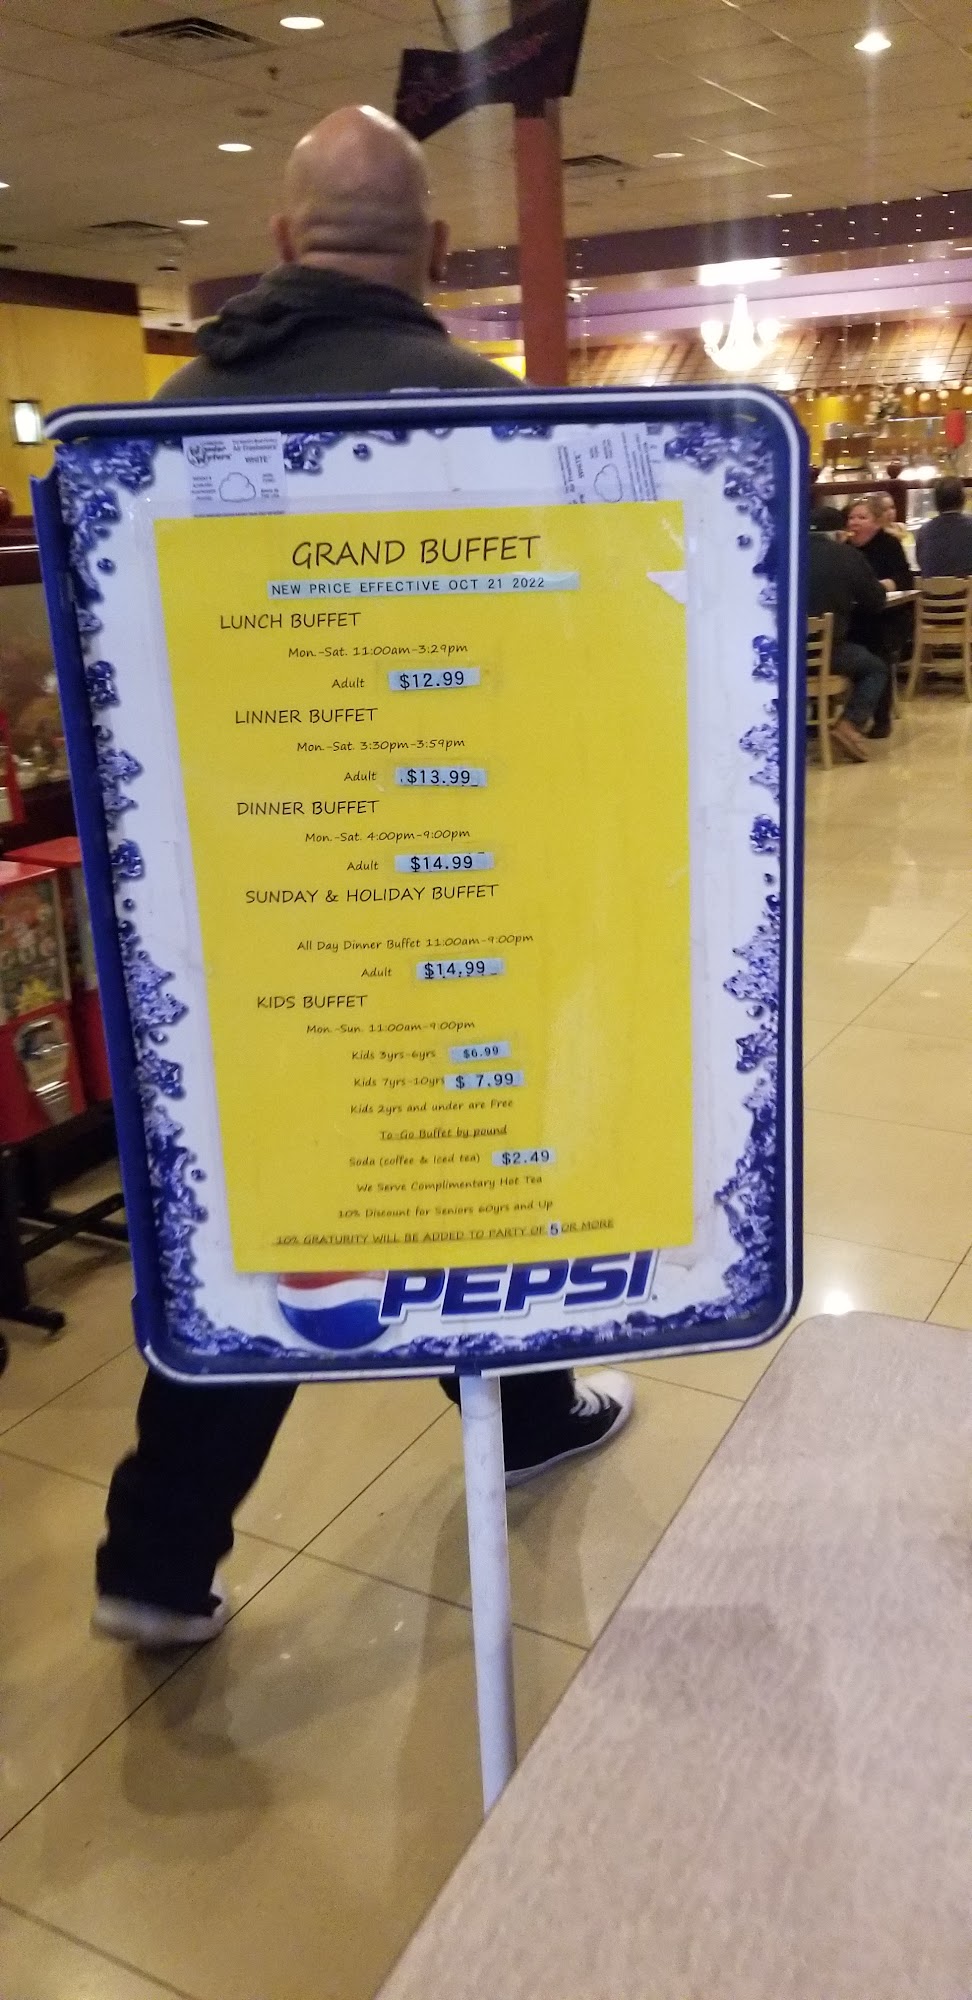 GRAND BUFFET
NEW PRICE EFFECTIVE OCT 21 2022
LUNCH BUFFET
Mon.-Sat. 11:00am-3:29pm
Adult $12.99
LINNER BUFFET
Mon.-Sat. 3:30pm-3:59pm
Adult $13.99
DINNER BUFFET
Mon.-Sat. 4:00pm-9:00pm
Adult $14.99
SUNDAY & HOLIDAY BUFFET
All Day Dinner Buffet 11:00am-9:00pm
Adult $14.99
KIDS BUFFET
Mon.-Sun. 11:00am-9:00pm
Kids 3yrs-6yrs $6.99
Kids 7yrs-10yrs $ 7.99
Kids 2yrs and under are Free
To-Go Buffet by pound
Soda (coffee & Iced tea) $2.49
We Serve Complimentary Hot Tea
10% Discount for Seniors 60yrs and Up
10% GRATURITY WILL BE ADDED TO PARTY OF 5 OR MORE
PEPSI